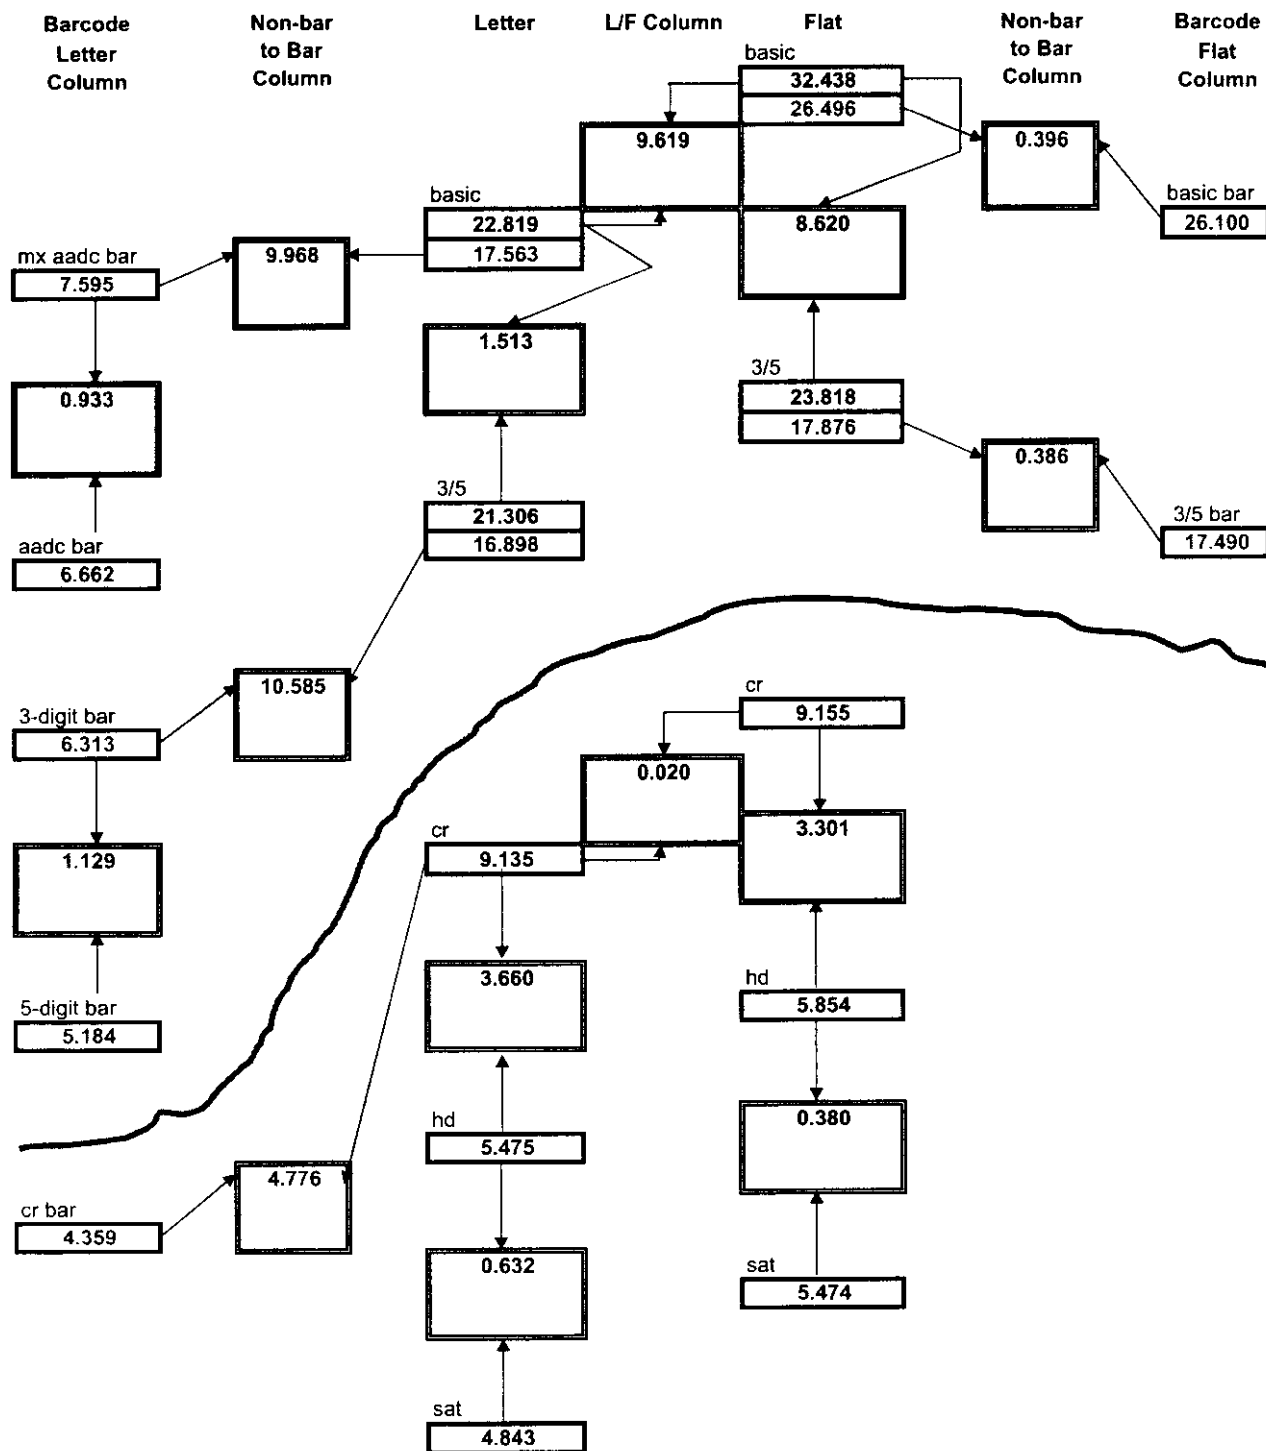 Barcode Letter Column
Non-bar to Bar Column
Letter
L/F Column
Flat
Non-bar to Bar Column
Barcode Flat Column
basic
32.438
26.496
9.619
0.396
basic bar
26.100
basic
22.819
17.563
8.620
mx aadc bar
7.595
9.968
1.513
0.933
3/5
23.818
17.876
0.386
3/5 bar
17.490
3/5
21.306
16.898
aadc bar
6.662
10.585
3-digit bar
6.313
cr
9.155
0.020
3.301
cr
9.135
1.129
3.660
hd
5.854
5-digit bar
5.184
0.380
hd
5.475
4.776
cr bar
4.359
0.632
sat
5.474
sat
4.843